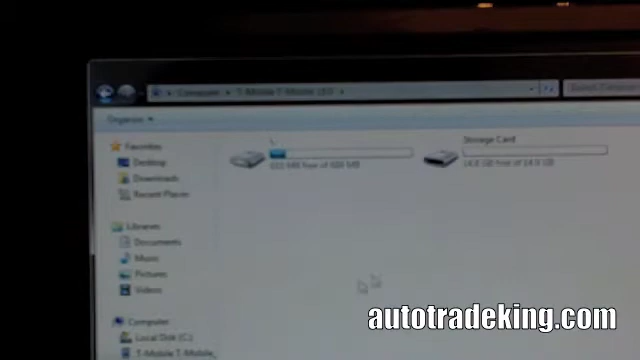 Computer
Organize
Storage Card
Favorites
Desktop
Downloads
Recent Places
Libraries
Documents
Music
Pictures
Videos
Computer
Local Disk (C:)
T-Mobile T-Mobile
autotradeking.com